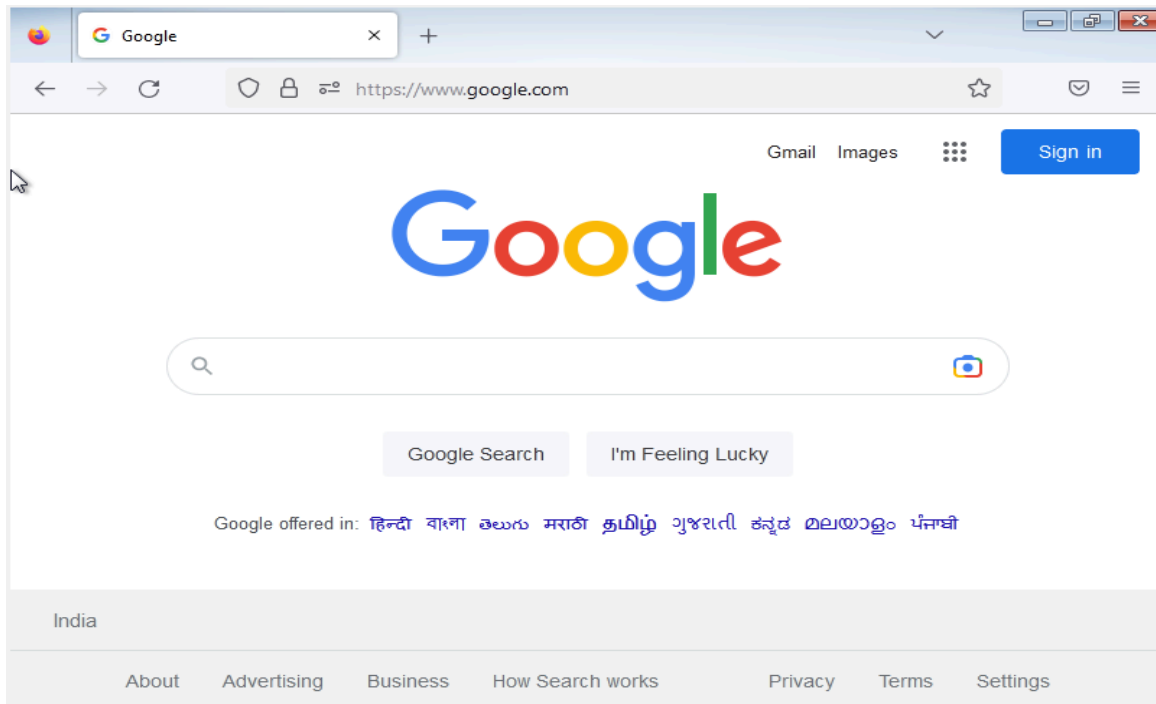 Google
https://www.google.com
Gmail Images Sign in
Google
Google Search I'm Feeling Lucky
Google offered in: हिन्दी বাংলা తెలుగు मराठी தமிழ் ગુજરાતી ಕನ್ನಡ മലയാളം ਪੰਜਾਬੀ
India
About Advertising Business How Search works Privacy Terms Settings